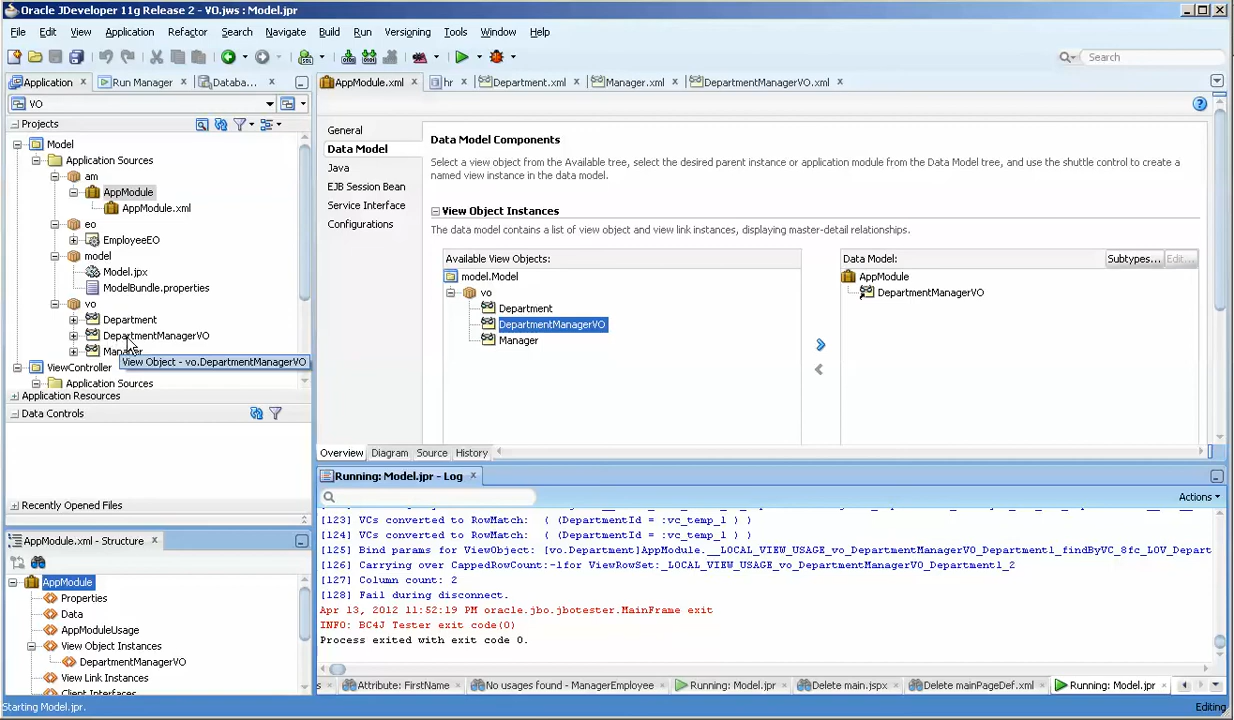 Oracle JDeveloper 11g Release 2 - VO.jws : Model.jpr
File Edit View Application Refactor Search Navigate Build Run Versioning Tools Window Help
Search
Application
Run Manager
Databa...
AppModule.xml
hr
Department.xml
Manager.xml
DepartmentManagerVO.xml
VO
Projects
Model
Application Sources
am
AppModule
AppModule.xml
eo
EmployeeEO
model
Model.jpx
ModelBundle.properties
vo
Department
DepartmentManagerVO
Manager
View Object - vo.DepartmentManagerVO
ViewController
Application Sources
Application Resources
Data Controls
Recently Opened Files
AppModule.xml - Structure
AppModule
Properties
Data
AppModuleUsage
View Object Instances
DepartmentManagerVO
View Link Instances
Client Interfaces
Starting Model.jpr.
General
Data Model
Java
EJB Session Bean
Service Interface
Configurations
Data Model Components
Select a view object from the Available tree, select the desired parent instance or application module from the Data Model tree, and use the shuttle control to create a
named view instance in the data model.
View Object Instances
The data model contains a list of view object and view link instances, displaying master-detail relationships.
Available View Objects:
model.Model
vo
Department
DepartmentManagerVO
Manager
Data Model:
Subtypes...
Edit...
AppModule
DepartmentManagerVO
Overview Diagram Source History
Running: Model.jpr - Log
Actions
[123] VCs converted to RowMatch: ( (DepartmentId = :vc_temp_1 ) )
[124] VCs converted to RowMatch: ( (DepartmentId = :vc_temp_1 ) )
[125] Bind params for ViewObject: [vo.Department]AppModule.__LOCAL_VIEW_USAGE_vo_DepartmentManagerVO_Department1_findByVC_8fc_LOV_Depart
[126] Carrying over CappedRowCount:-1for ViewRowSet:_LOCAL_VIEW_USAGE_vo_DepartmentManagerVO_Department1_2
[127] Column count: 2
[128] Fail during disconnect.
Apr 13, 2012 11:52:19 PM oracle.jbo.jbotester.MainFrame exit
INFO: BC4J Tester exit code(0)
Process exited with exit code 0.
Attribute: FirstName
No usages found - ManagerEmployee
Running: Model.jpr
Delete main.jspx
Delete mainPageDef.xml
Running: Model.jpr
Editing